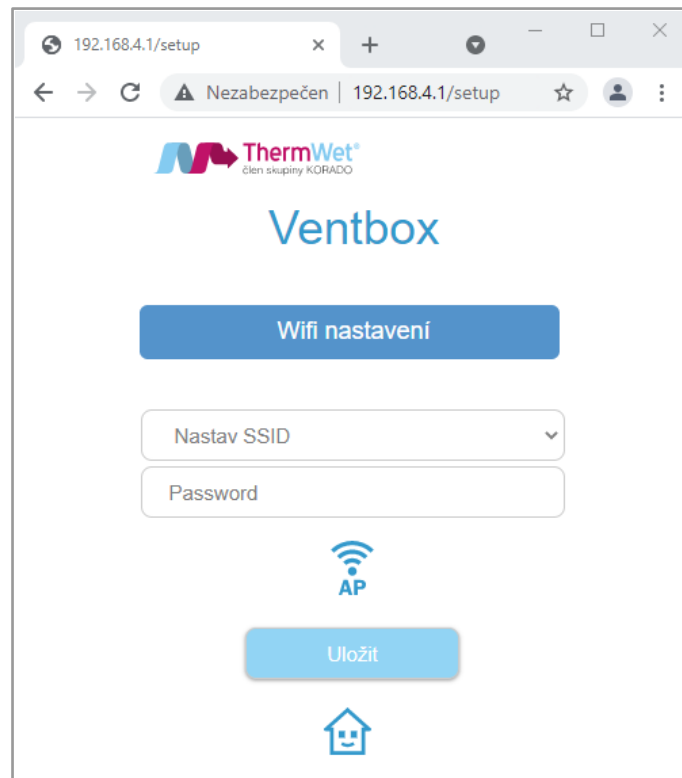 192.168.4.1/setup
Nezabezpečen | 192.168.4.1/setup
ThermWet®
člen skupiny KORADO
Ventbox
Wifi nastavení
Nastav SSID
Password
AP
Uložit